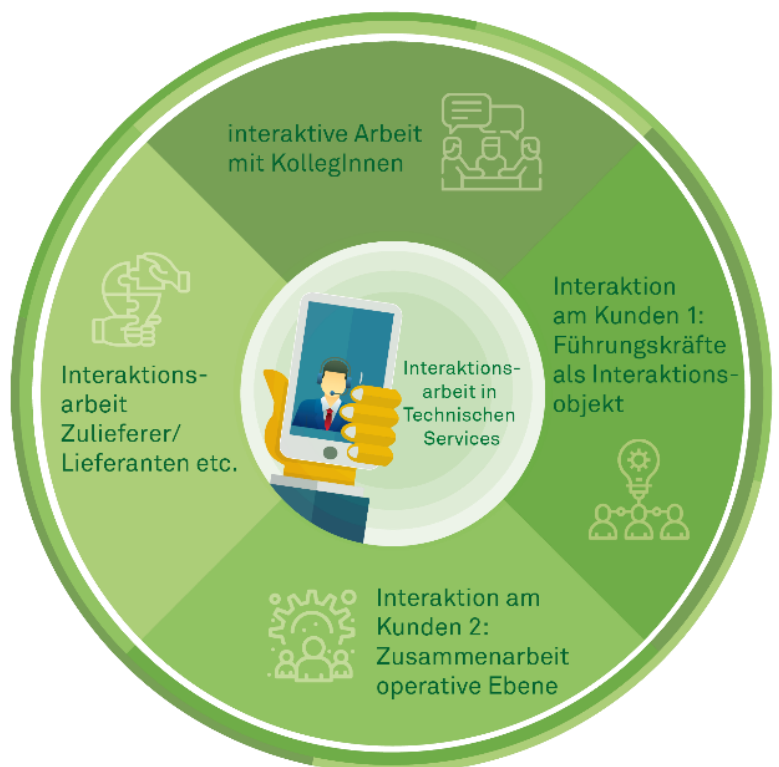 interaktive Arbeit
mit KollegInnen
Interaktion
am Kunden 1:
Führungskräfte
als Interaktions-
objekt
Interaktions-
arbeit
Zulieferer/
Lieferanten etc.
Interaktions-
arbeit in
Technischen
Services
Interaktion am
Kunden 2:
Zusammenarbeit
operative Ebene